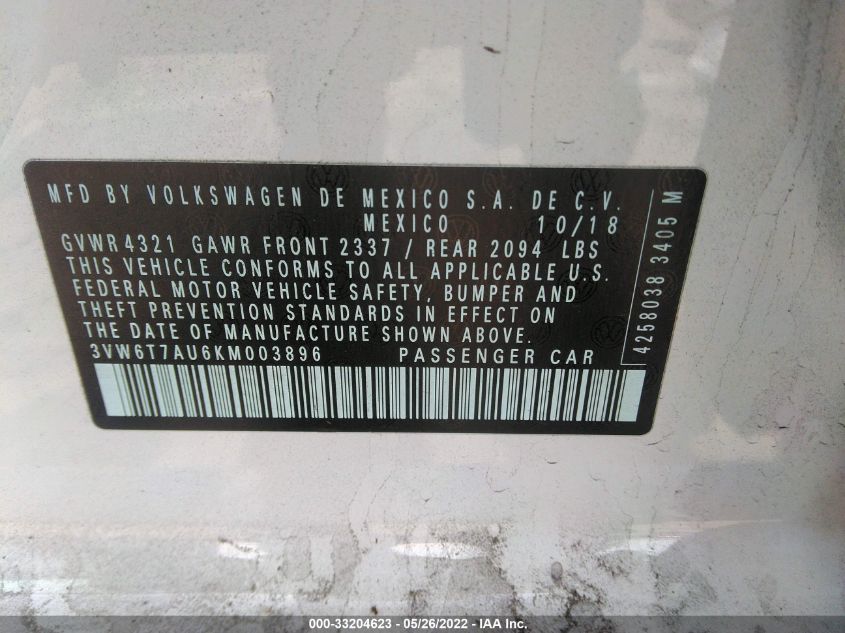 MFD BY VOLKSWAGEN DE MEXICO S.A. DE C.V.
MEXICO 10/18
GVWR 4321 GAWR FRONT 2337 / REAR 2094 LBS
THIS VEHICLE CONFORMS TO ALL APPLICABLE U.S.
FEDERAL MOTOR VEHICLE SAFETY, BUMPER AND
THEFT PREVENTION STANDARDS IN EFFECT ON
THE DATE OF MANUFACTURE SHOWN ABOVE.
3VW6T7AU6KM003896 PASSENGER CAR
4258038 3405 M
000-33204623 - 05/26/2022 - IAA Inc.